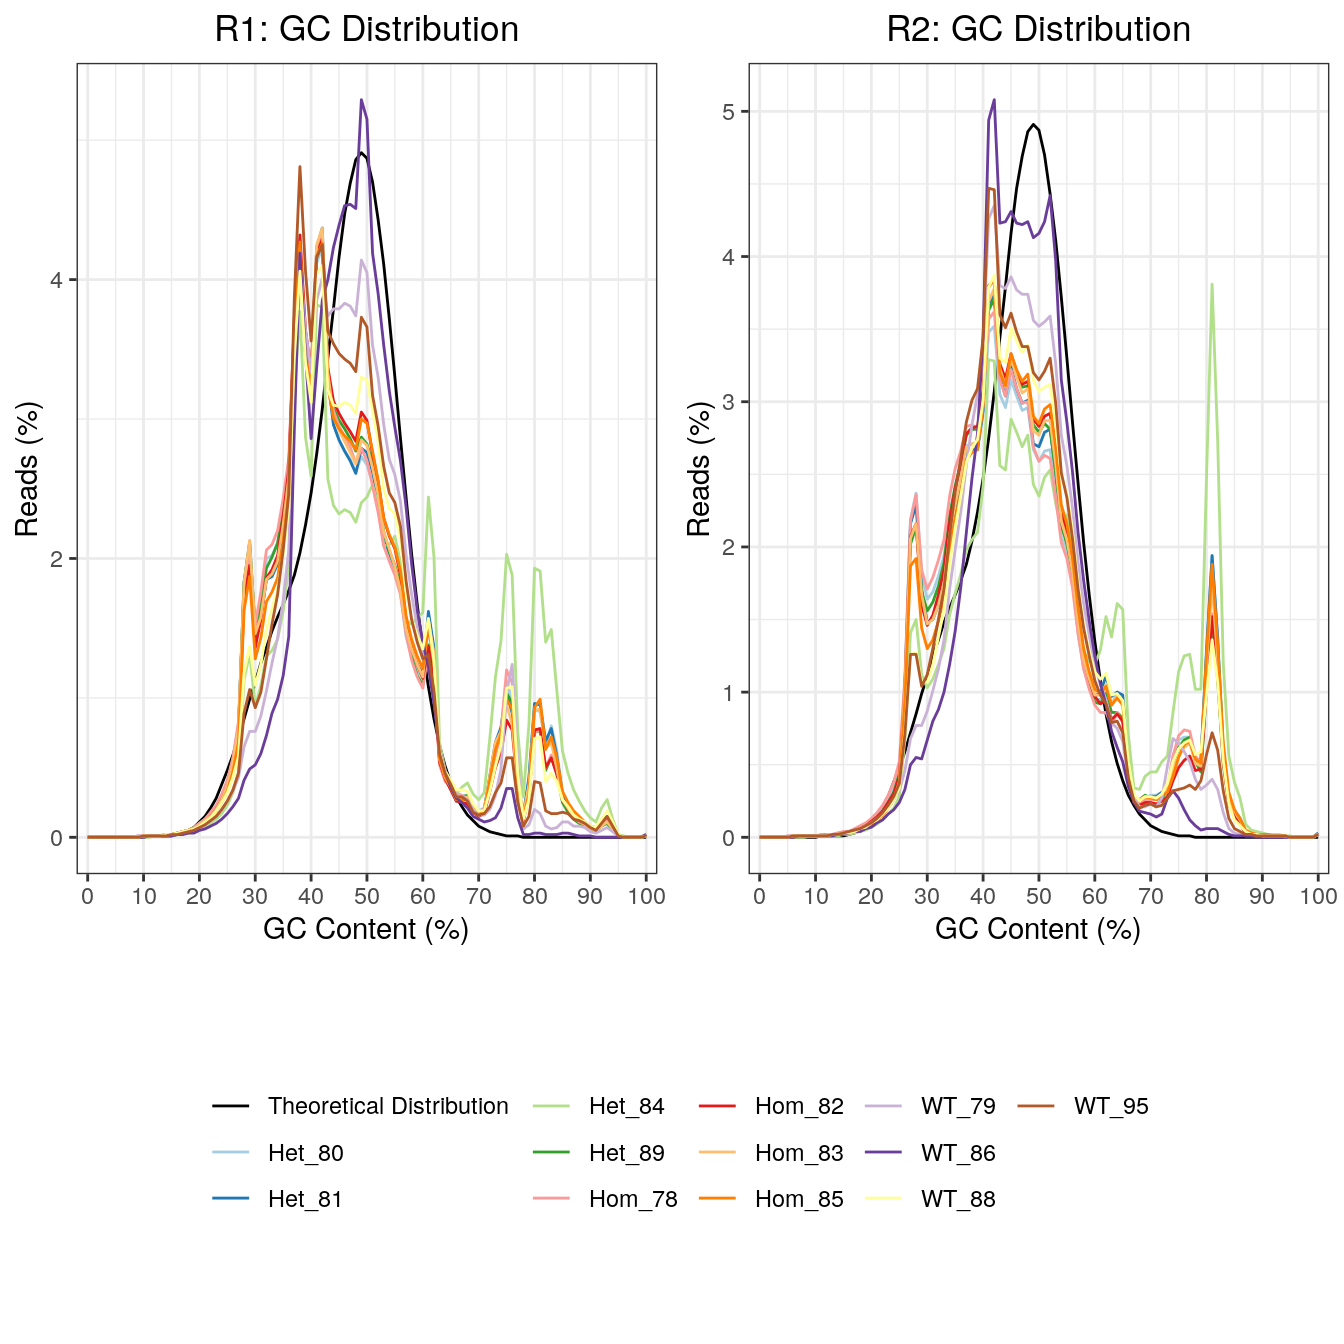 R1: GC Distribution
R2: GC Distribution
Reads (%)
0
2
4
0 10 20 30 40 50 60 70 80 90 100
GC Content (%)
Reads (%)
0
1
2
3
4
5
0 10 20 30 40 50 60 70 80 90 100
GC Content (%)
Theoretical Distribution Het_84 Hom_82 WT_79 WT_95
Het_80 Het_89 Hom_83 WT_86
Het_81 Hom_78 Hom_85 WT_88